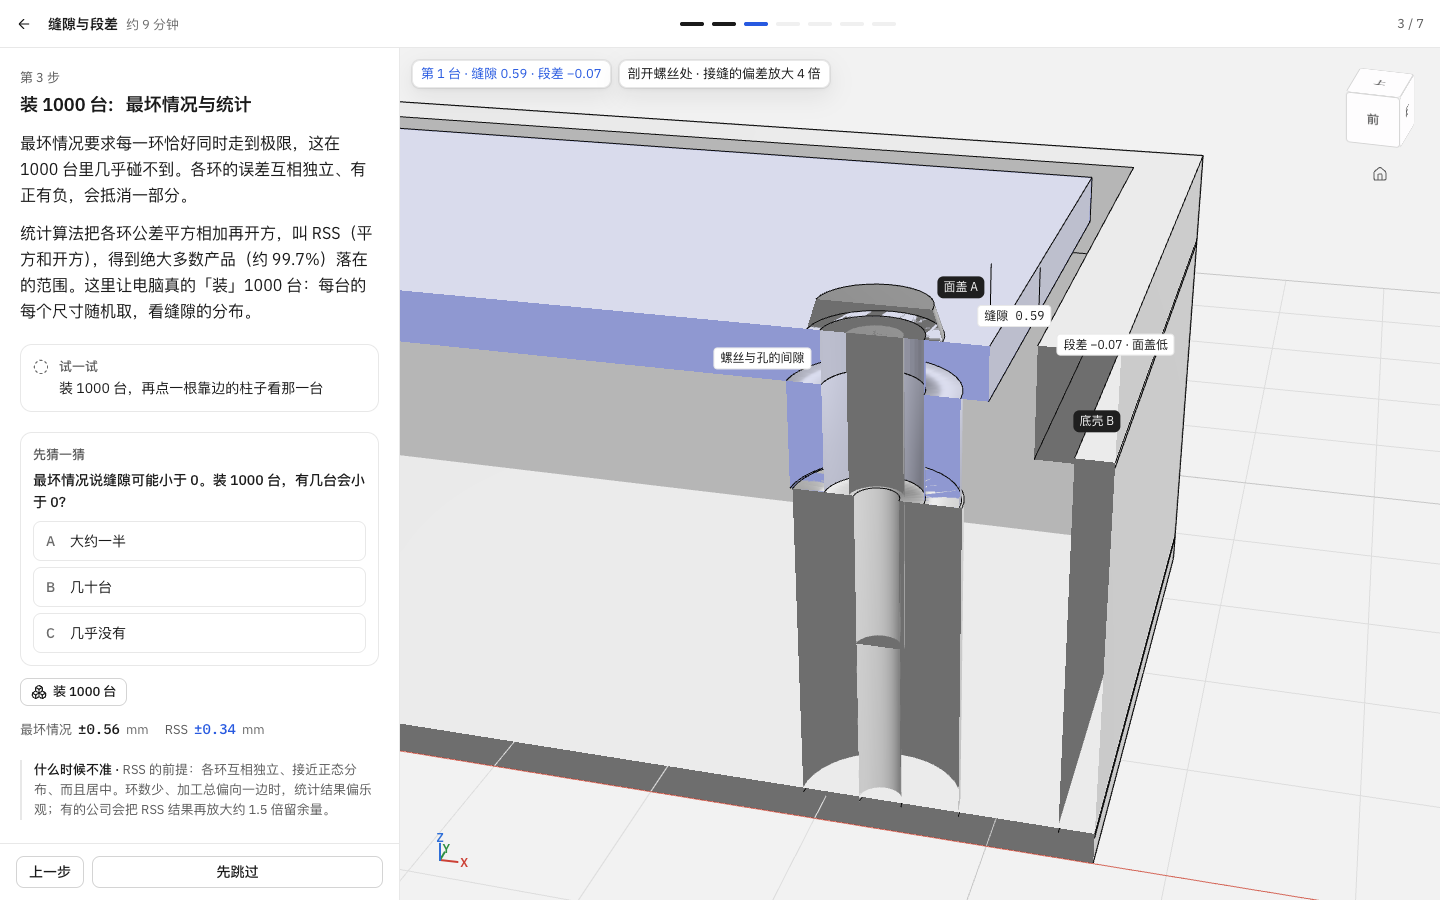 缝隙与段差 约 9 分钟
3 / 7
第 3 步
装 1000 台：最坏情况与统计
最坏情况要求每一环恰好同时走到极限，这在
1000 台里几乎碰不到。各环的误差互相独立、有
正有负，会抵消一部分。
统计算法把各环公差平方相加再开方，叫 RSS（平
方和开方），得到绝大多数产品（约 99.7%）落在
的范围。这里让电脑真的「装」1000 台：每台的
每个尺寸随机取，看缝隙的分布。
试一试
装 1000 台，再点一根靠边的柱子看那一台
先猜一猜
最坏情况说缝隙可能小于 0。装 1000 台，有几台会小
于 0?
A 大约一半
B 几十台
C 几乎没有
装 1000 台
最坏情况 ±0.56 mm RSS ±0.34 mm
什么时候不准 · RSS 的前提：各环互相独立、接近正态分
布、而且居中。环数少、加工总偏向一边时，统计结果偏乐
观；有的公司会把 RSS 结果再放大约 1.5 倍留余量。
上一步
先跳过
第 1 台 · 缝隙 0.59 · 段差 −0.07
剖开螺丝处 · 接缝的偏差放大 4 倍
上
前
面盖 A
缝隙 0.59
段差 −0.07 · 面盖低
螺丝与孔的间隙
底壳 B
Z
Y
X